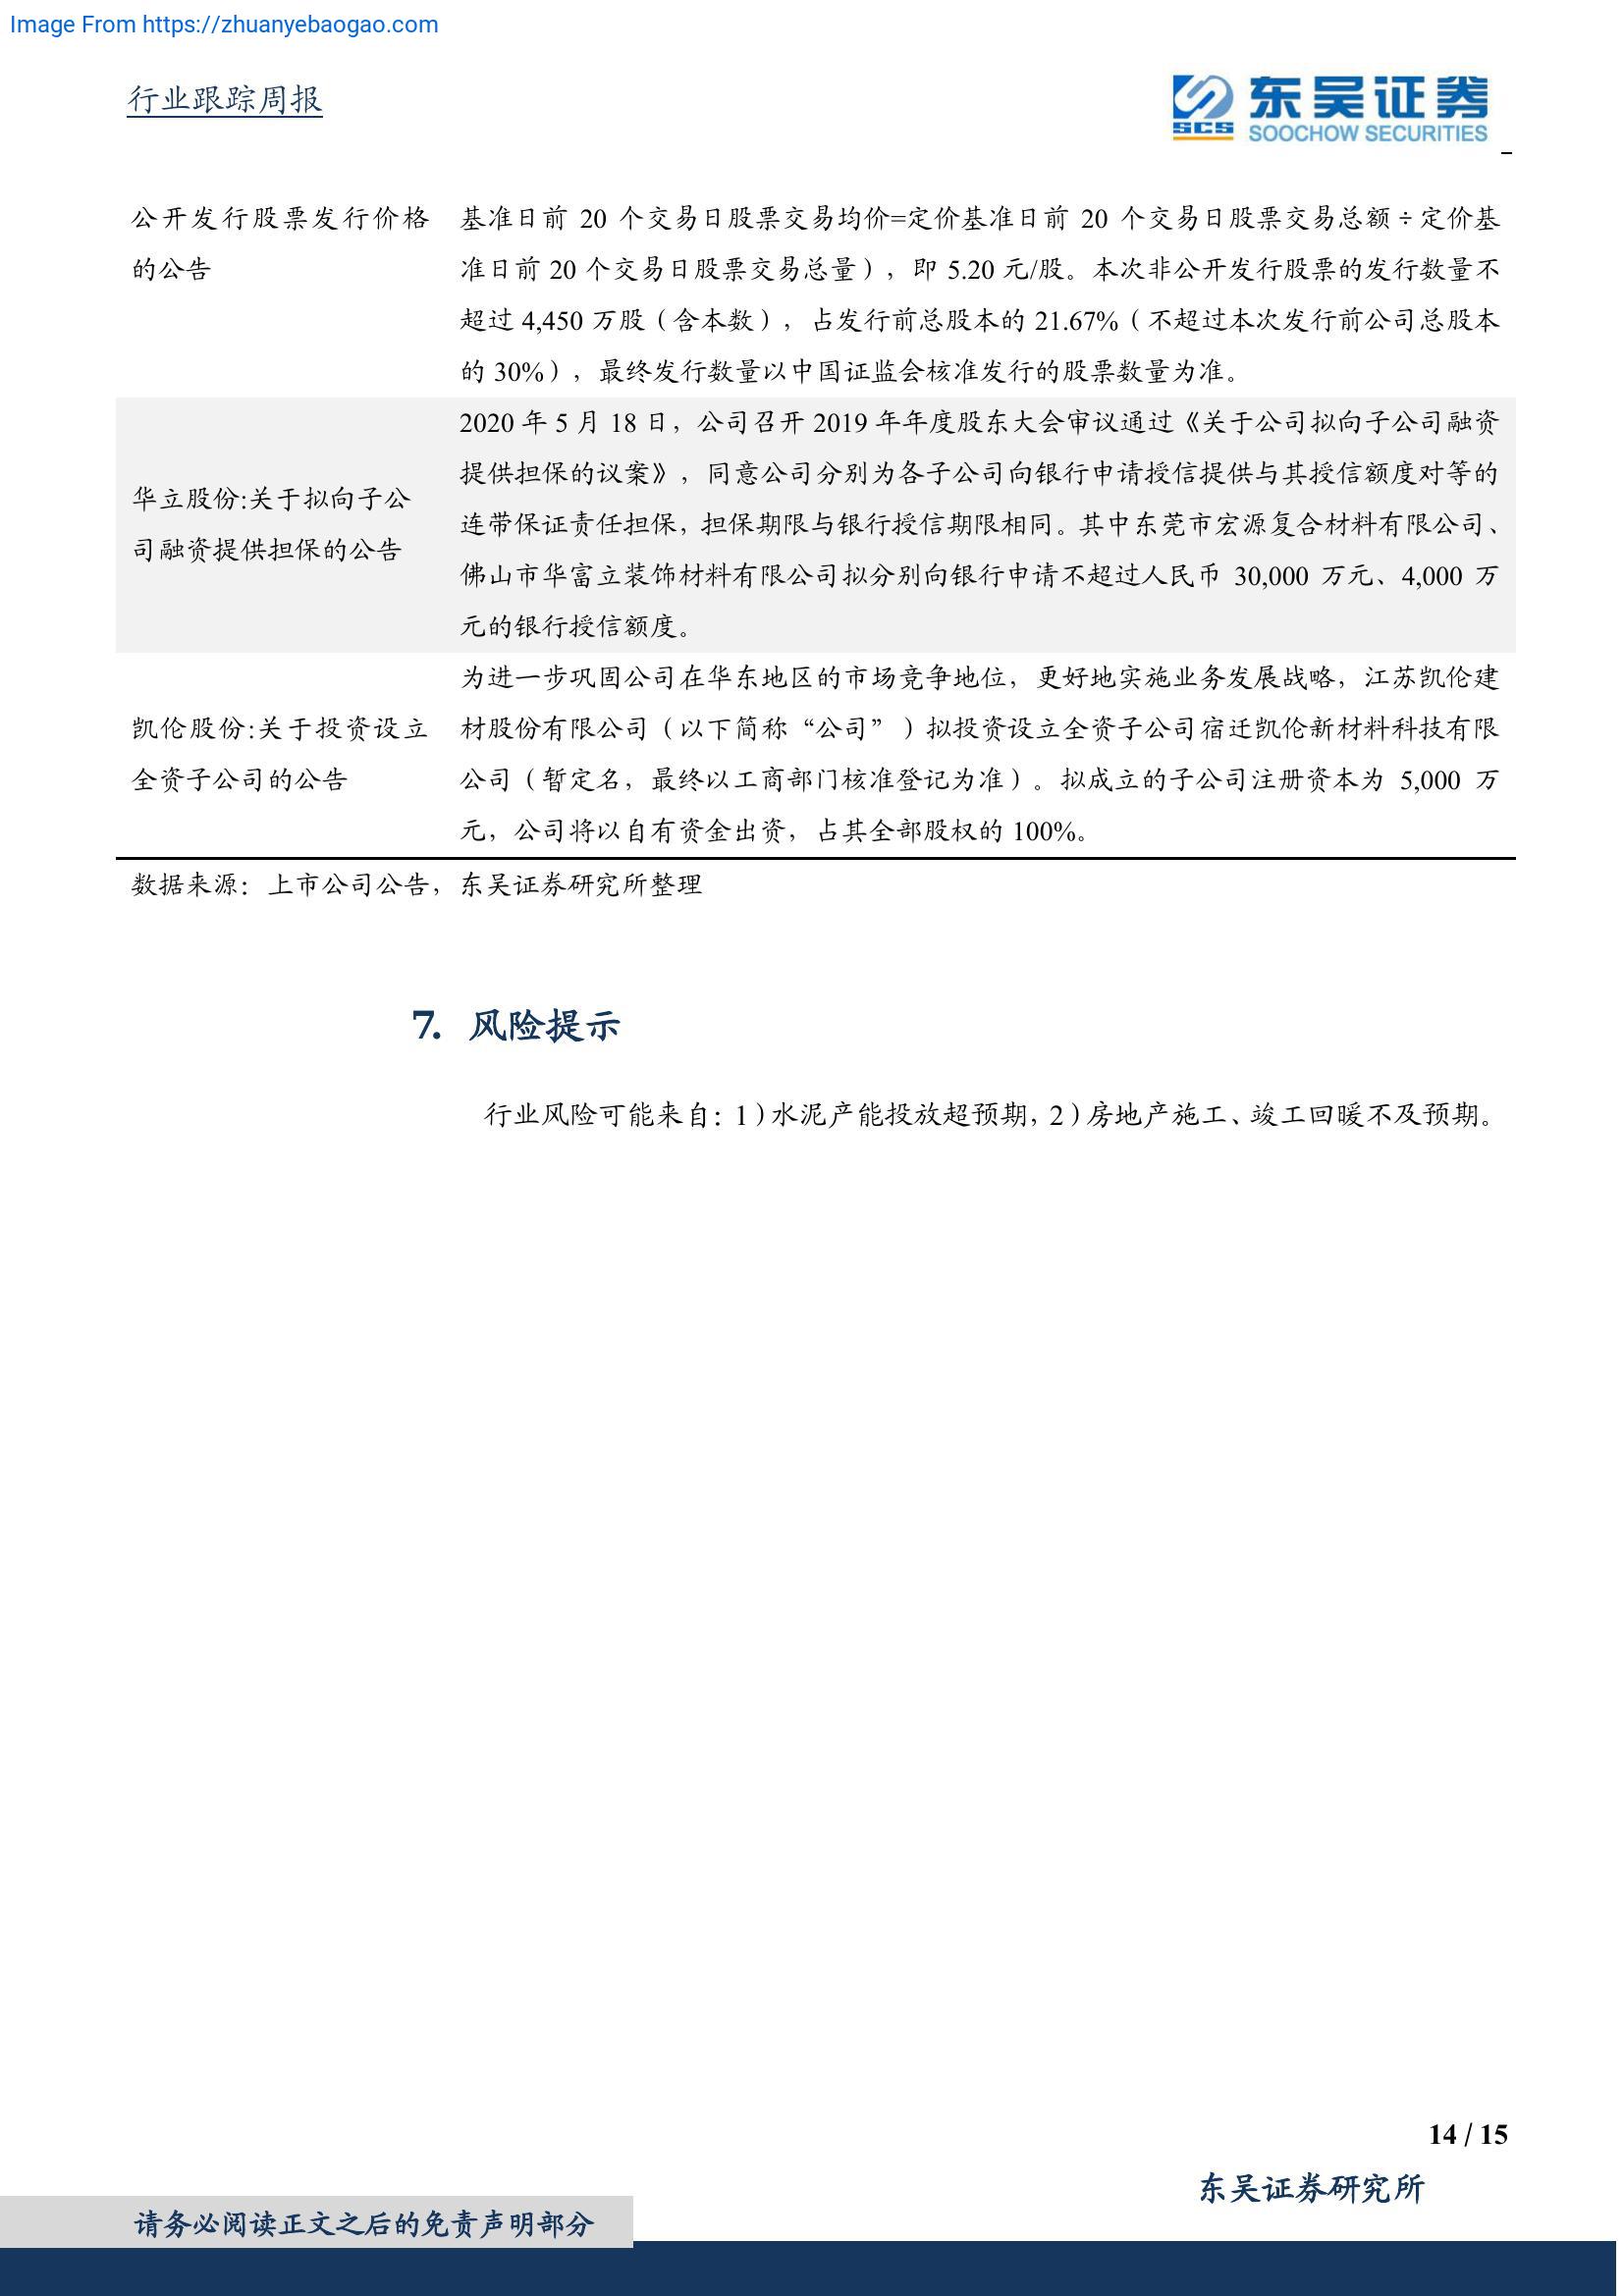 Image From https://zhuanyebaogao.com
行业跟踪周报
东吴证券
SCS
SOOCHOW SECURITIES
公开发行股票发行价格
的公告
基准日前 20 个交易日股票交易均价=定价基准日前 20 个交易日股票交易总额÷定价基
准日前 20 个交易日股票交易总量），即 5.20 元/股。本次非公开发行股票的发行数量不
超过 4,450 万股（含本数），占发行前总股本的 21.67%（不超过本次发行前公司总股本
的 30%），最终发行数量以中国证监会核准发行的股票数量为准。
华立股份:关于拟向子公
司融资提供担保的公告
2020 年 5 月 18 日，公司召开 2019 年年度股东大会审议通过《关于公司拟向子公司融资
提供担保的议案》，同意公司分别为各子公司向银行申请授信提供与其授信额度对等的
连带保证责任担保，担保期限与银行授信期限相同。其中东莞市宏源复合材料有限公司、
佛山市华富立装饰材料有限公司拟分别向银行申请不超过人民币 30,000 万元、4,000 万
元的银行授信额度。
凯伦股份:关于投资设立
全资子公司的公告
为进一步巩固公司在华东地区的市场竞争地位，更好地实施业务发展战略，江苏凯伦建
材股份有限公司（以下简称“公司”）拟投资设立全资子公司宿迁凯伦新材料科技有限
公司（暂定名，最终以工商部门核准登记为准）。拟成立的子公司注册资本为 5,000 万
元，公司将以自有资金出资，占其全部股权的 100%。
数据来源：上市公司公告，东吴证券研究所整理
7. 风险提示
行业风险可能来自：1）水泥产能投放超预期，2）房地产施工、竣工回暖不及预期。
14 / 15
东吴证券研究所
请务必阅读正文之后的免责声明部分